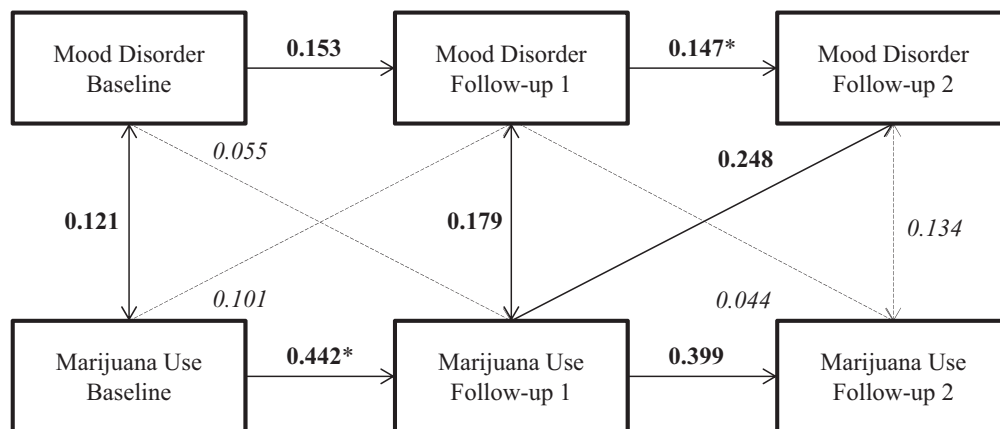 Mood Disorder
Baseline
0.153
Mood Disorder
Follow-up 1
0.147*
Mood Disorder
Follow-up 2
0.055
0.248
0.121
0.179
0.134
0.101
0.044
Marijuana Use
Baseline
0.442*
Marijuana Use
Follow-up 1
0.399
Marijuana Use
Follow-up 2